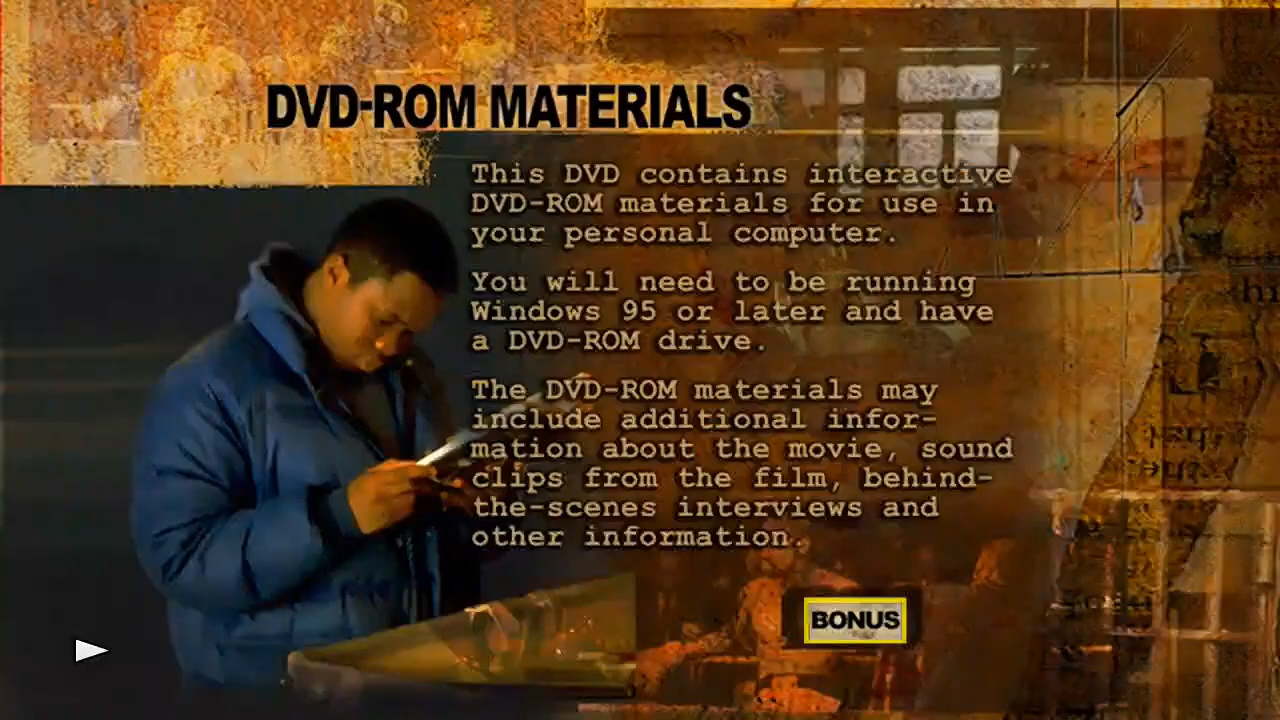 DVD-ROM MATERIALS
This DVD contains interactive
DVD-ROM materials for use in
your personal computer.
You will need to be running
Windows 95 or later and have
a DVD-ROM drive.
The DVD-ROM materials may
include additional infor-
mation about the movie, sound
clips from the film, behind-
the-scenes interviews and
other information.
BONUS